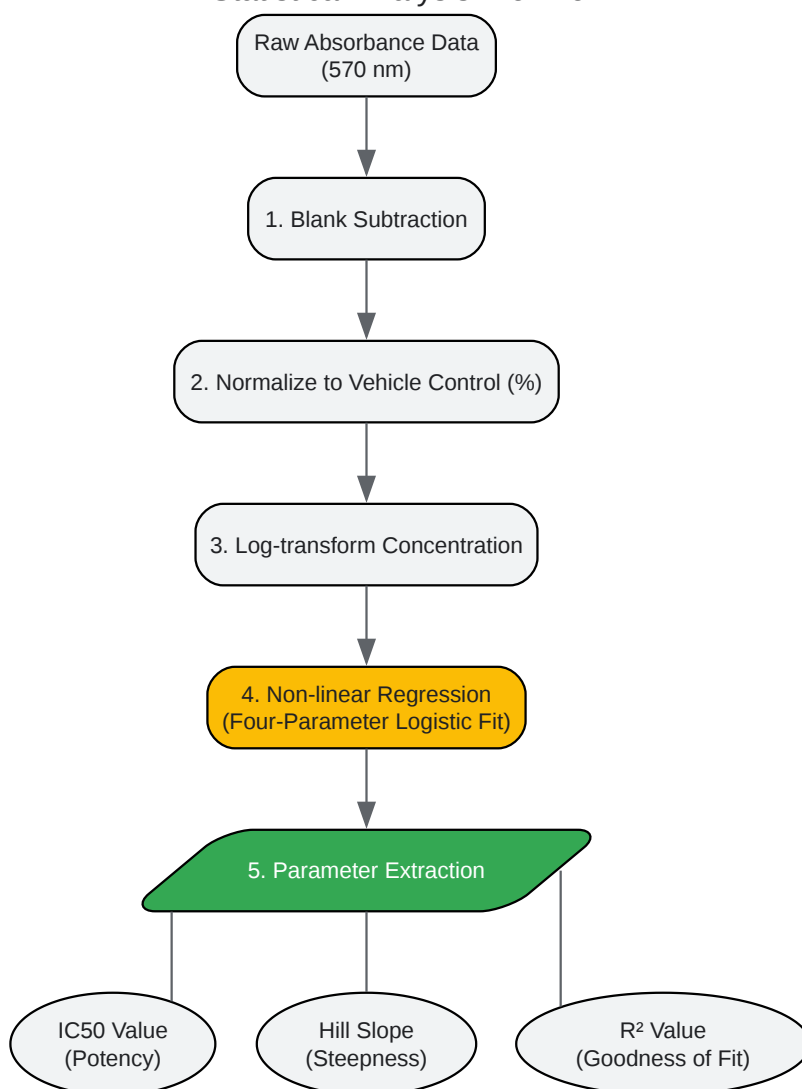 Raw Absorbance Data
(570 nm)
1. Blank Subtraction
2. Normalize to Vehicle Control (%)
3. Log-transform Concentration
4. Non-linear Regression
(Four-Parameter Logistic Fit)
5. Parameter Extraction
IC50 Value
(Potency)
Hill Slope
(Steepness)
R² Value
(Goodness of Fit)